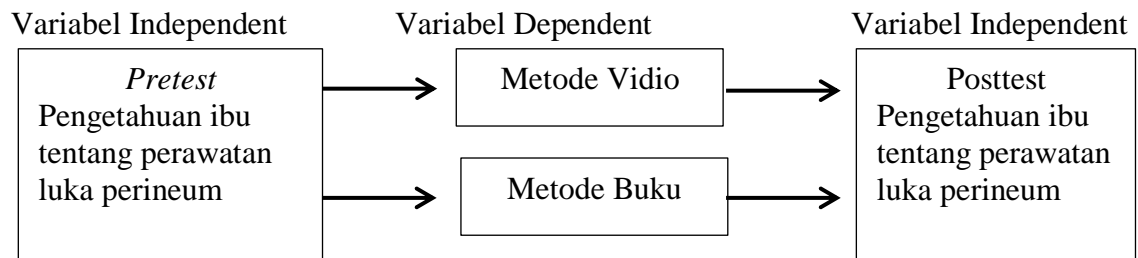 Variabel Independent
Variabel Dependent
Variabel Independent
Pretest
Pengetahuan ibu
tentang perawatan
luka perineum
Metode Vidio
Metode Buku
Posttest
Pengetahuan ibu
tentang perawatan
luka perineum